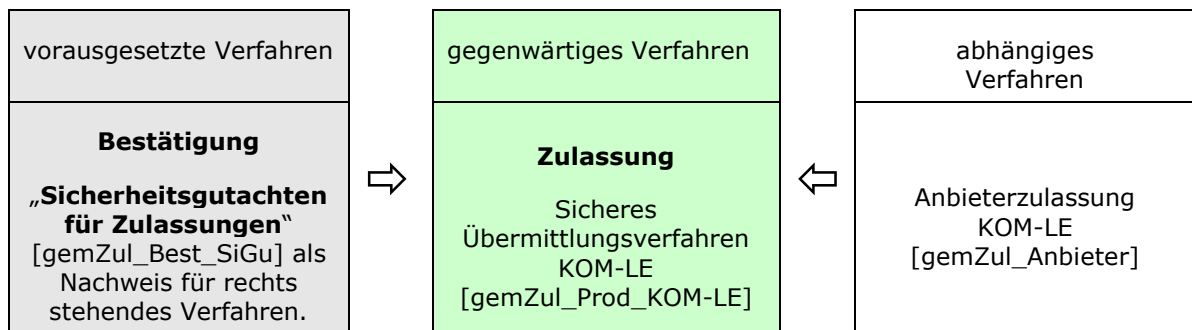 vorausgesetzte Verfahren
Bestätigung
„Sicherheitsgutachten
für Zulassungen“
[gemZul_Best_SiGu] als
Nachweis für rechts
stehendes Verfahren.
gegenwärtiges Verfahren
Zulassung
Sicheres
Übermittlungsverfahren
KOM-LE
[gemZul_Prod_KOM-LE]
abhängiges
Verfahren
Anbieterzulassung
KOM-LE
[gemZul_Anbieter]